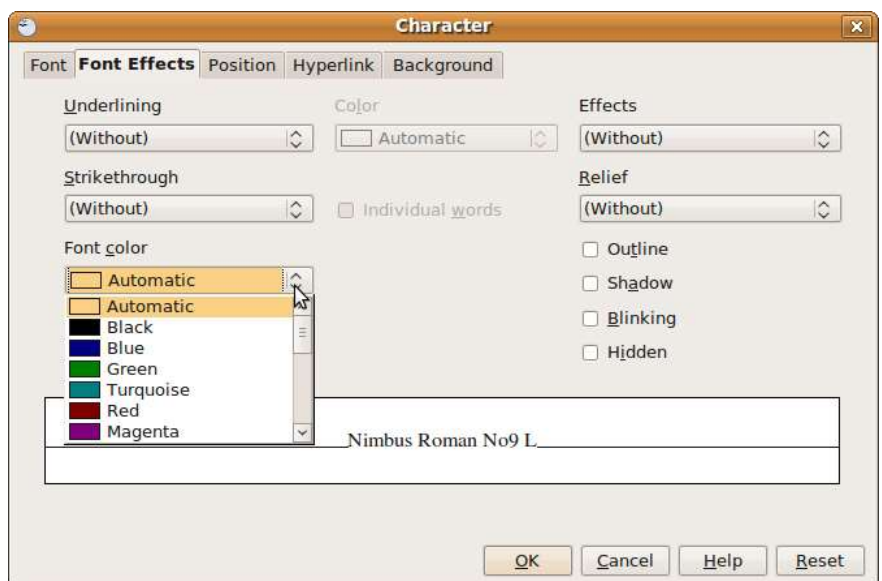 Character
Font Font Effects Position Hyperlink Background
Underlining Color Effects
(Without) Automatic (Without)
Strikethrough Relief
(Without) Individual words (Without)
Font color Outline
Automatic Shadow
Automatic
Black Blinking
Blue Hidden
Green
Turquoise
Red
Magenta
Nimbus Roman No9 L
OK Cancel Help Reset